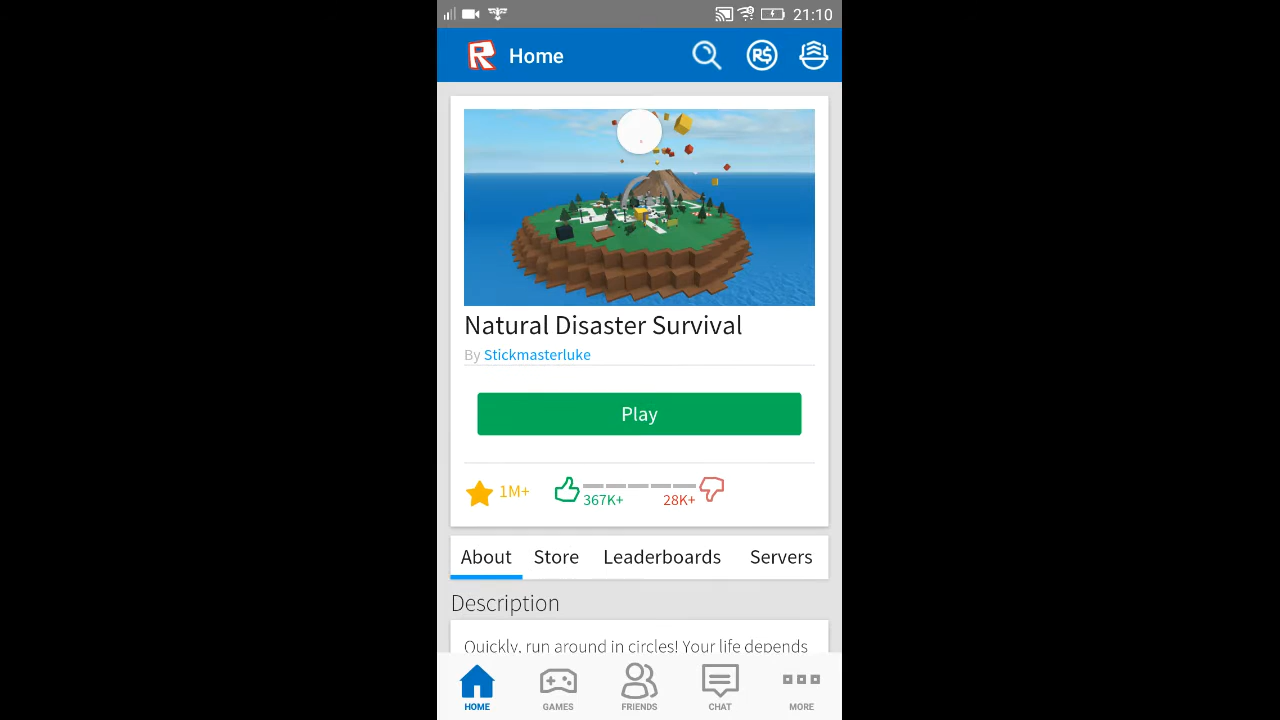 21:10
R Home R$
Natural Disaster Survival
By Stickmasterluke
Play
1M+ 367K+ 28K+
About Store Leaderboards Servers
Description
Quickly, run around in circles! Your life depends
HOME GAMES FRIENDS CHAT MORE